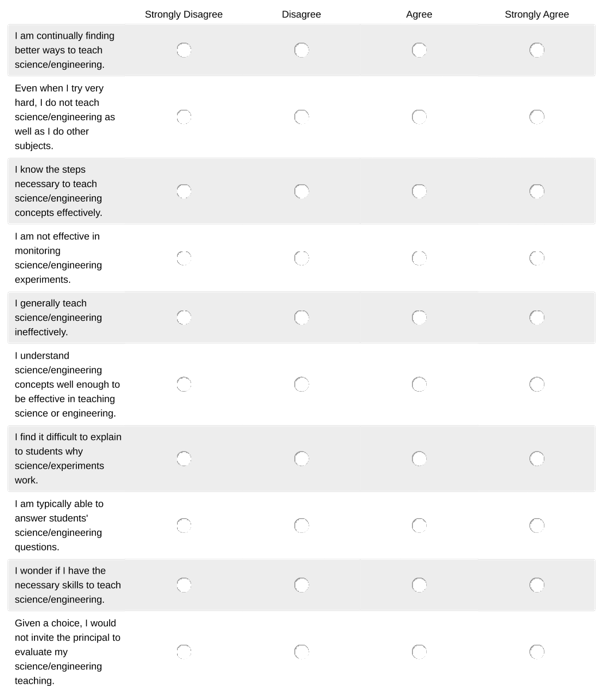 Strongly Disagree Disagree Agree Strongly Agree
I am continually finding
better ways to teach
science/engineering.
Even when I try very
hard, I do not teach
science/engineering as
well as I do other
subjects.
I know the steps
necessary to teach
science/engineering
concepts effectively.
I am not effective in
monitoring
science/engineering
experiments.
I generally teach
science/engineering
ineffectively.
I understand
science/engineering
concepts well enough to
be effective in teaching
science or engineering.
I find it difficult to explain
to students why
science/experiments
work.
I am typically able to
answer students'
science/engineering
questions.
I wonder if I have the
necessary skills to teach
science/engineering.
Given a choice, I would
not invite the principal to
evaluate my
science/engineering
teaching.